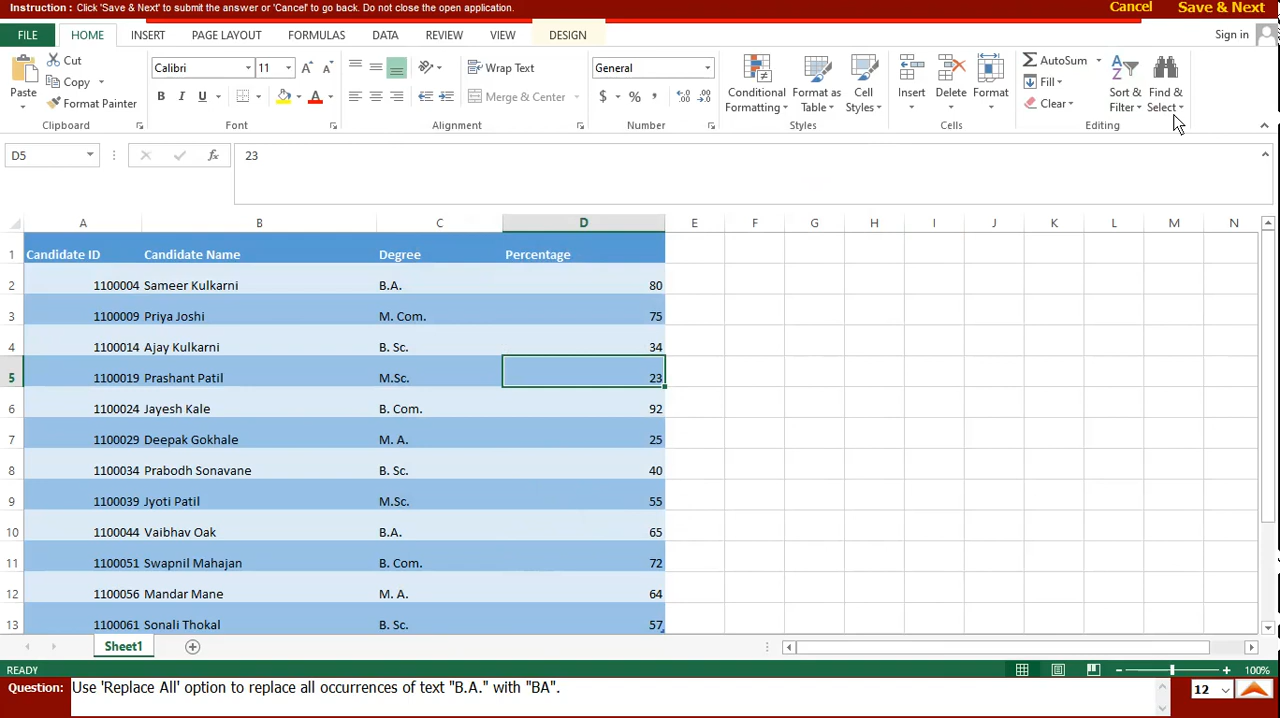 Instruction : Click 'Save & Next' to submit the answer or 'Cancel' to go back. Do not close the open application.
Cancel Save & Next
FILE HOME INSERT PAGE LAYOUT FORMULAS DATA REVIEW VIEW DESIGN Sign in
Cut
Copy
Format Painter
Paste
Clipboard
Calibri 11
B I U A
Font
Wrap Text
Merge & Center
Alignment
General
$ % ,
Number
Conditional Formatting
Format as Table
Cell Styles
Styles
Insert
Delete
Format
Cells
AutoSum
Fill
Clear
Sort & Filter
Find & Select
Editing
D5 fx 23
A B C D E F G H I J K L M N
1 Candidate ID Candidate Name Degree Percentage
2 1100004 Sameer Kulkarni B.A. 80
3 1100009 Priya Joshi M. Com. 75
4 1100014 Ajay Kulkarni B. Sc. 34
5 1100019 Prashant Patil M.Sc. 23
6 1100024 Jayesh Kale B. Com. 92
7 1100029 Deepak Gokhale M. A. 25
8 1100034 Prabodh Sonavane B. Sc. 40
9 1100039 Jyoti Patil M.Sc. 55
10 1100044 Vaibhav Oak B.A. 65
11 1100051 Swapnil Mahajan B. Com. 72
12 1100056 Mandar Mane M. A. 64
13 1100061 Sonali Thokal B. Sc. 57
Sheet1
READY 100%
Question: Use 'Replace All' option to replace all occurrences of text "B.A." with "BA". 12